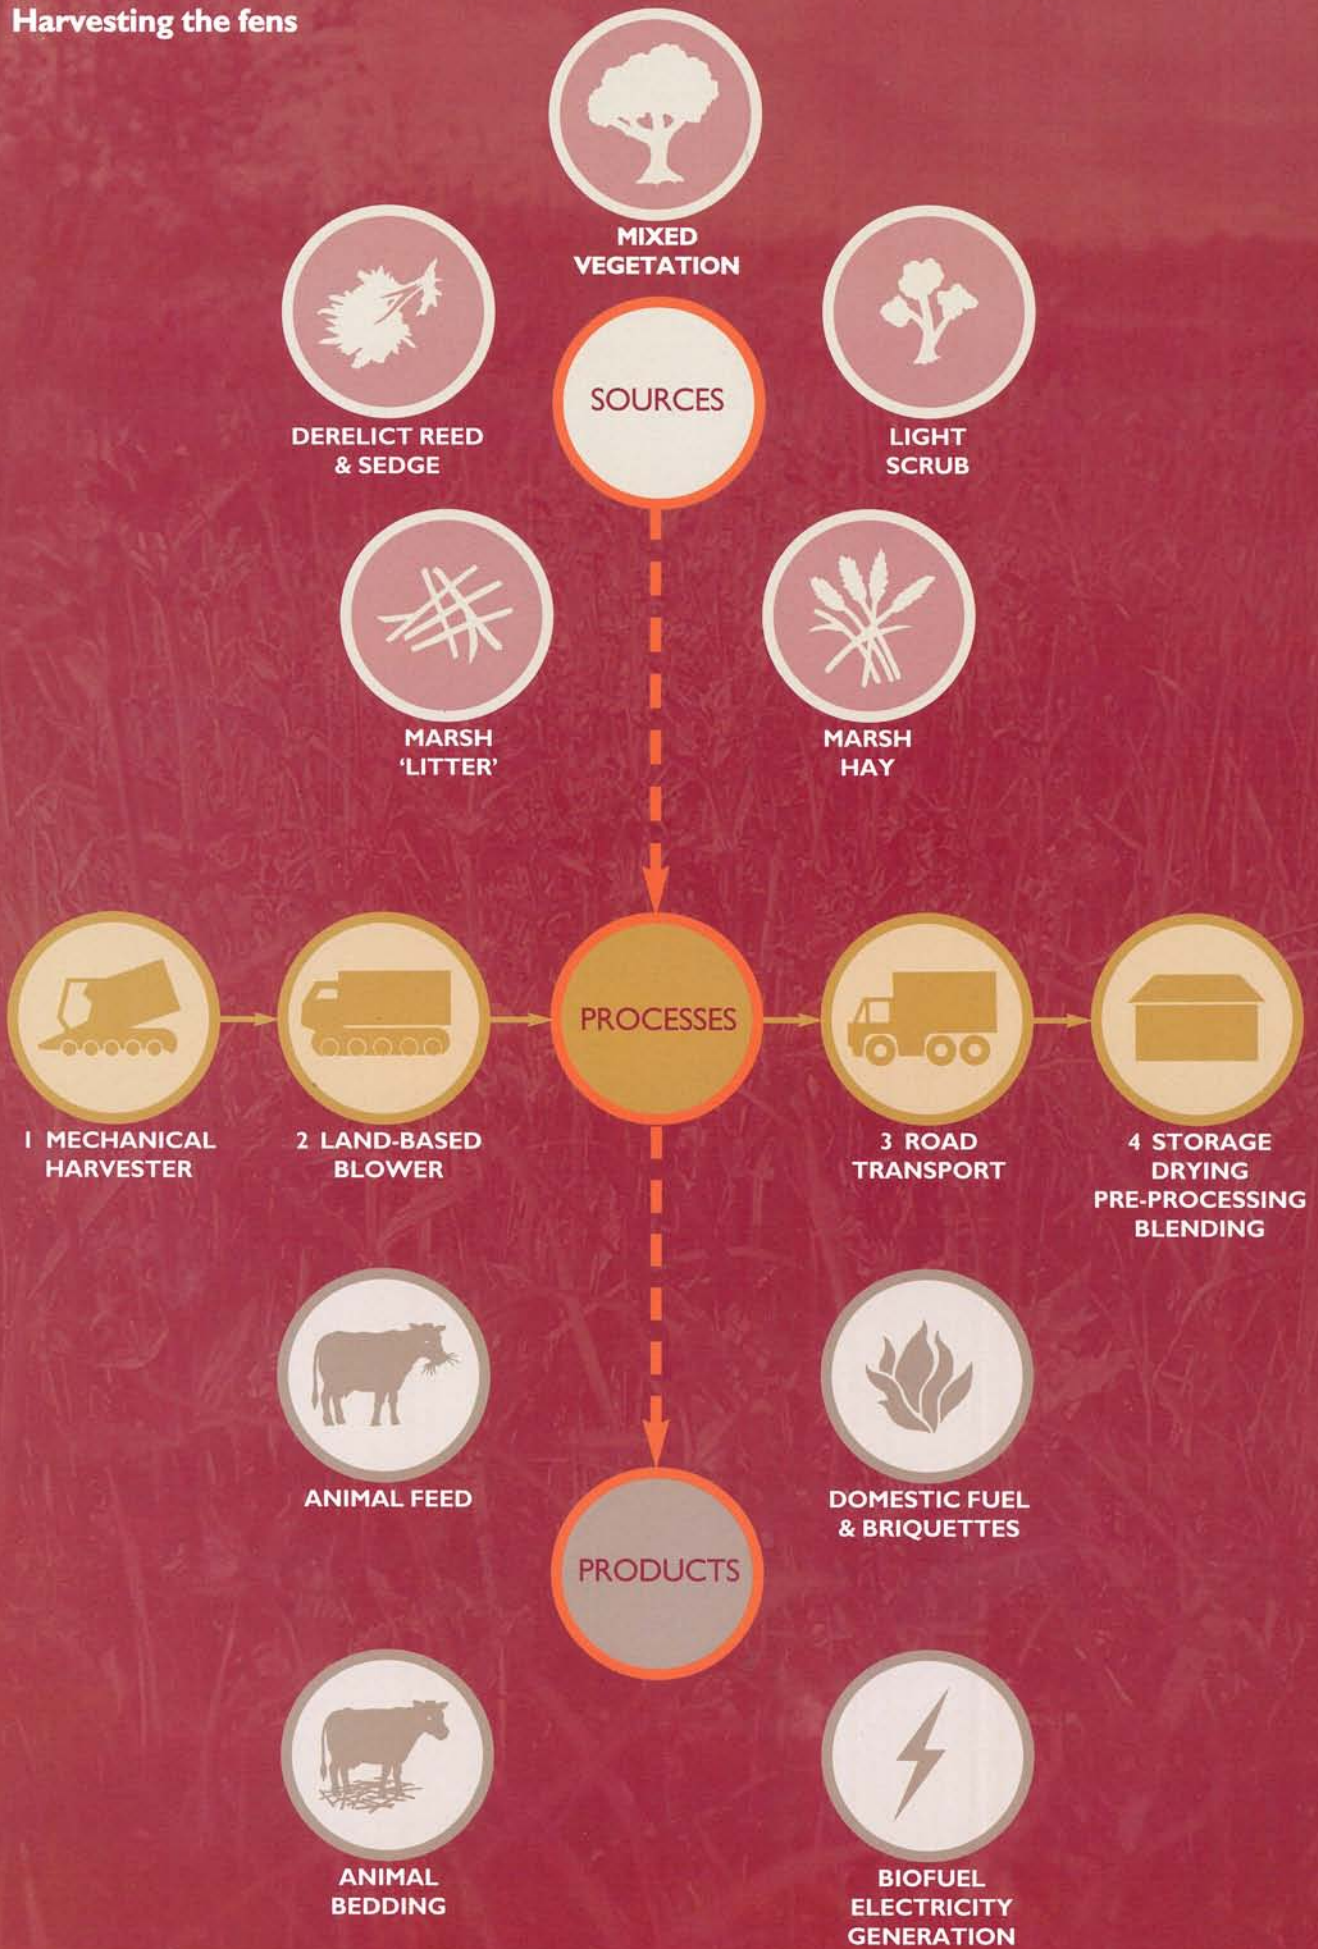 Harvesting the fens
MIXED
VEGETATION
DERELICT REED
& SEDGE
SOURCES
LIGHT
SCRUB
MARSH
‘LITTER’
MARSH
HAY
PROCESSES
1 MECHANICAL
HARVESTER
2 LAND-BASED
BLOWER
3 ROAD
TRANSPORT
4 STORAGE
DRYING
PRE-PROCESSING
BLENDING
ANIMAL FEED
DOMESTIC FUEL
& BRIQUETTES
PRODUCTS
ANIMAL
BEDDING
BIOFUEL
ELECTRICITY
GENERATION